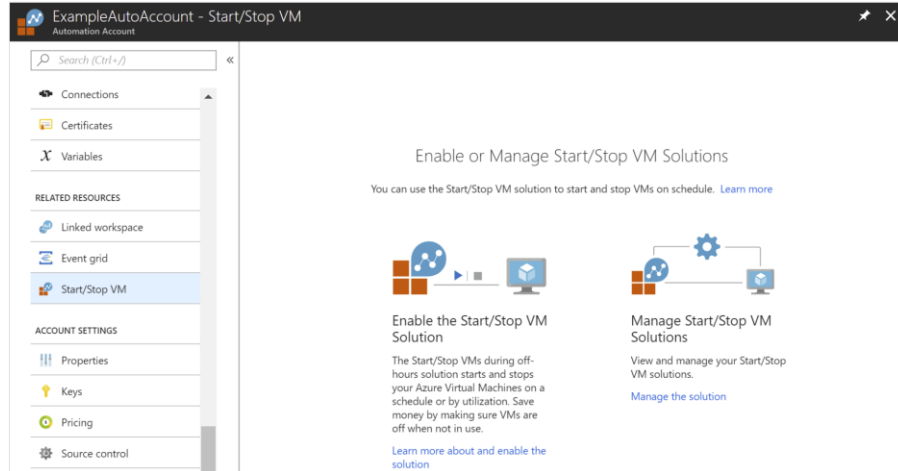 ExampleAutoAccount - Start/Stop VM
Automation Account
Search (Ctrl+/)
Connections
Certificates
Variables
RELATED RESOURCES
Linked workspace
Event grid
Start/Stop VM
ACCOUNT SETTINGS
Properties
Keys
Pricing
Source control
Enable or Manage Start/Stop VM Solutions
You can use the Start/Stop VM solution to start and stop VMs on schedule. Learn more
Enable the Start/Stop VM
Solution
The Start/Stop VMs during off-
hours solution starts and stops
your Azure Virtual Machines on a
schedule or by utilization. Save
money by making sure VMs are
off when not in use.
Learn more about and enable the
solution
Manage Start/Stop VM
Solutions
View and manage your Start/Stop
VM solutions.
Manage the solution